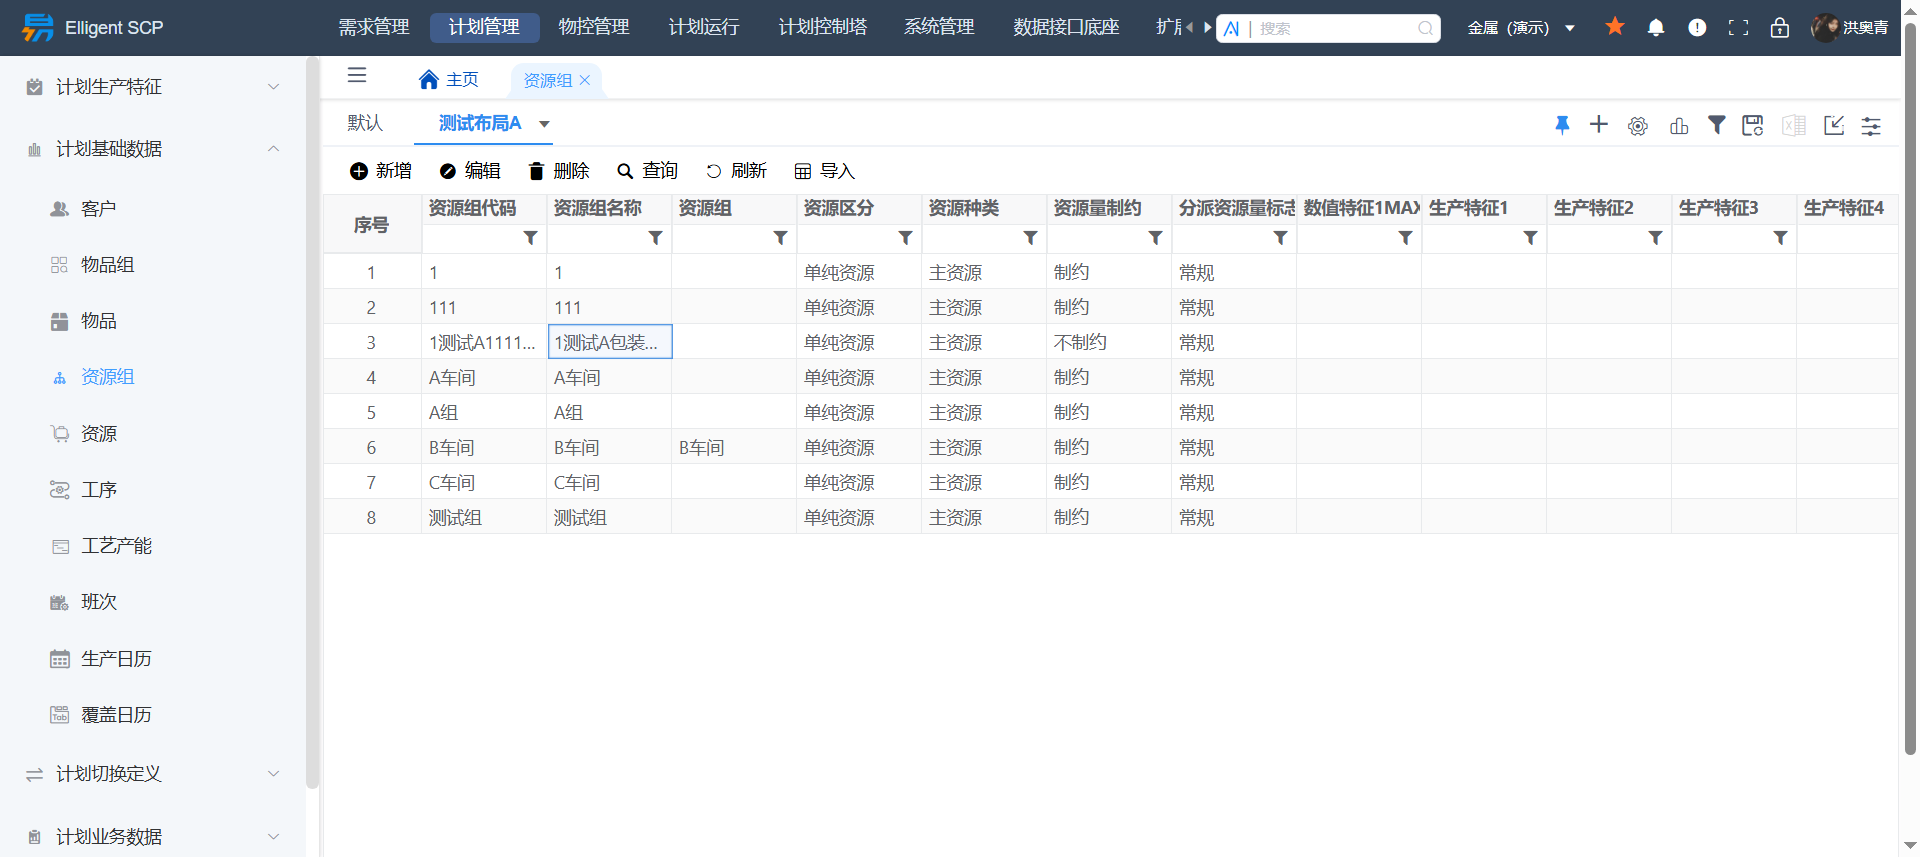 Elligent SCP
需求管理 计划管理 物控管理 计划运行 计划控制塔 系统管理 数据接口底座
AI | 搜索
金属 (演示)
洪奥青
计划生产特征
计划基础数据
客户
物品组
物品
资源组
资源
工序
工艺产能
班次
生产日历
Tab 覆盖日历
计划切换定义
计划业务数据
主页 资源组
默认 测试布局A
新增 编辑 删除 查询 刷新 导入
序号 资源组代码 资源组名称 资源组 资源区分 资源种类 资源量制约 分派资源量标志 数值特征1MAX 生产特征1 生产特征2 生产特征3 生产特征4
1 1 1 单纯资源 主资源 制约 常规
2 111 111 单纯资源 主资源 制约 常规
3 1测试A1111... 1测试A包装... 单纯资源 主资源 不制约 常规
4 A车间 A车间 单纯资源 主资源 制约 常规
5 A组 A组 单纯资源 主资源 制约 常规
6 B车间 B车间 B车间 单纯资源 主资源 制约 常规
7 C车间 C车间 单纯资源 主资源 制约 常规
8 测试组 测试组 单纯资源 主资源 制约 常规